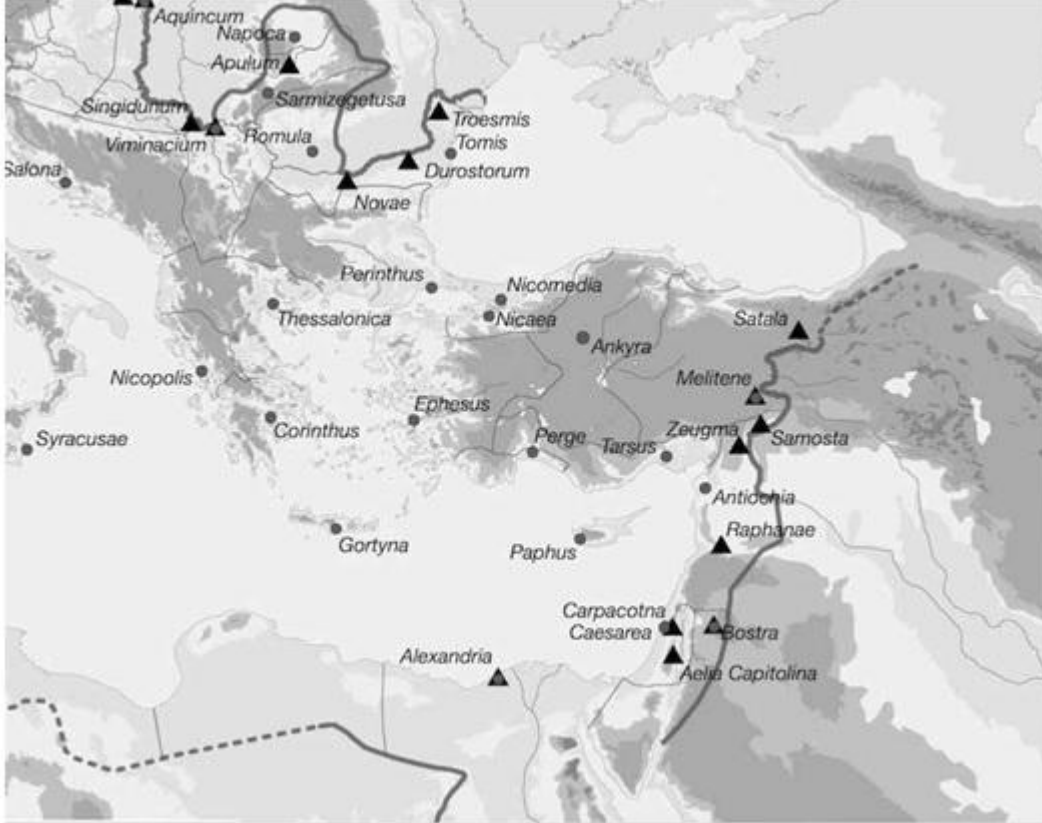 Aquincum
Napoca
Apulum
Sarmizegetusa
Singidunum
Viminacium
Romula
Troesmis
Tomis
Durostorum
Novae
Salona
Perinthus
Nicomedia
Nicaea
Thessalonica
Ankyra
Satala
Nicopolis
Melitene
Corinthus
Ephesus
Perge
Tarsus
Zeugma
Samosta
Syracusae
Antiochia
Gortyna
Paphus
Raphanae
Carpacotna
Caesarea
Bostra
Alexandria
Aelia Capitolina